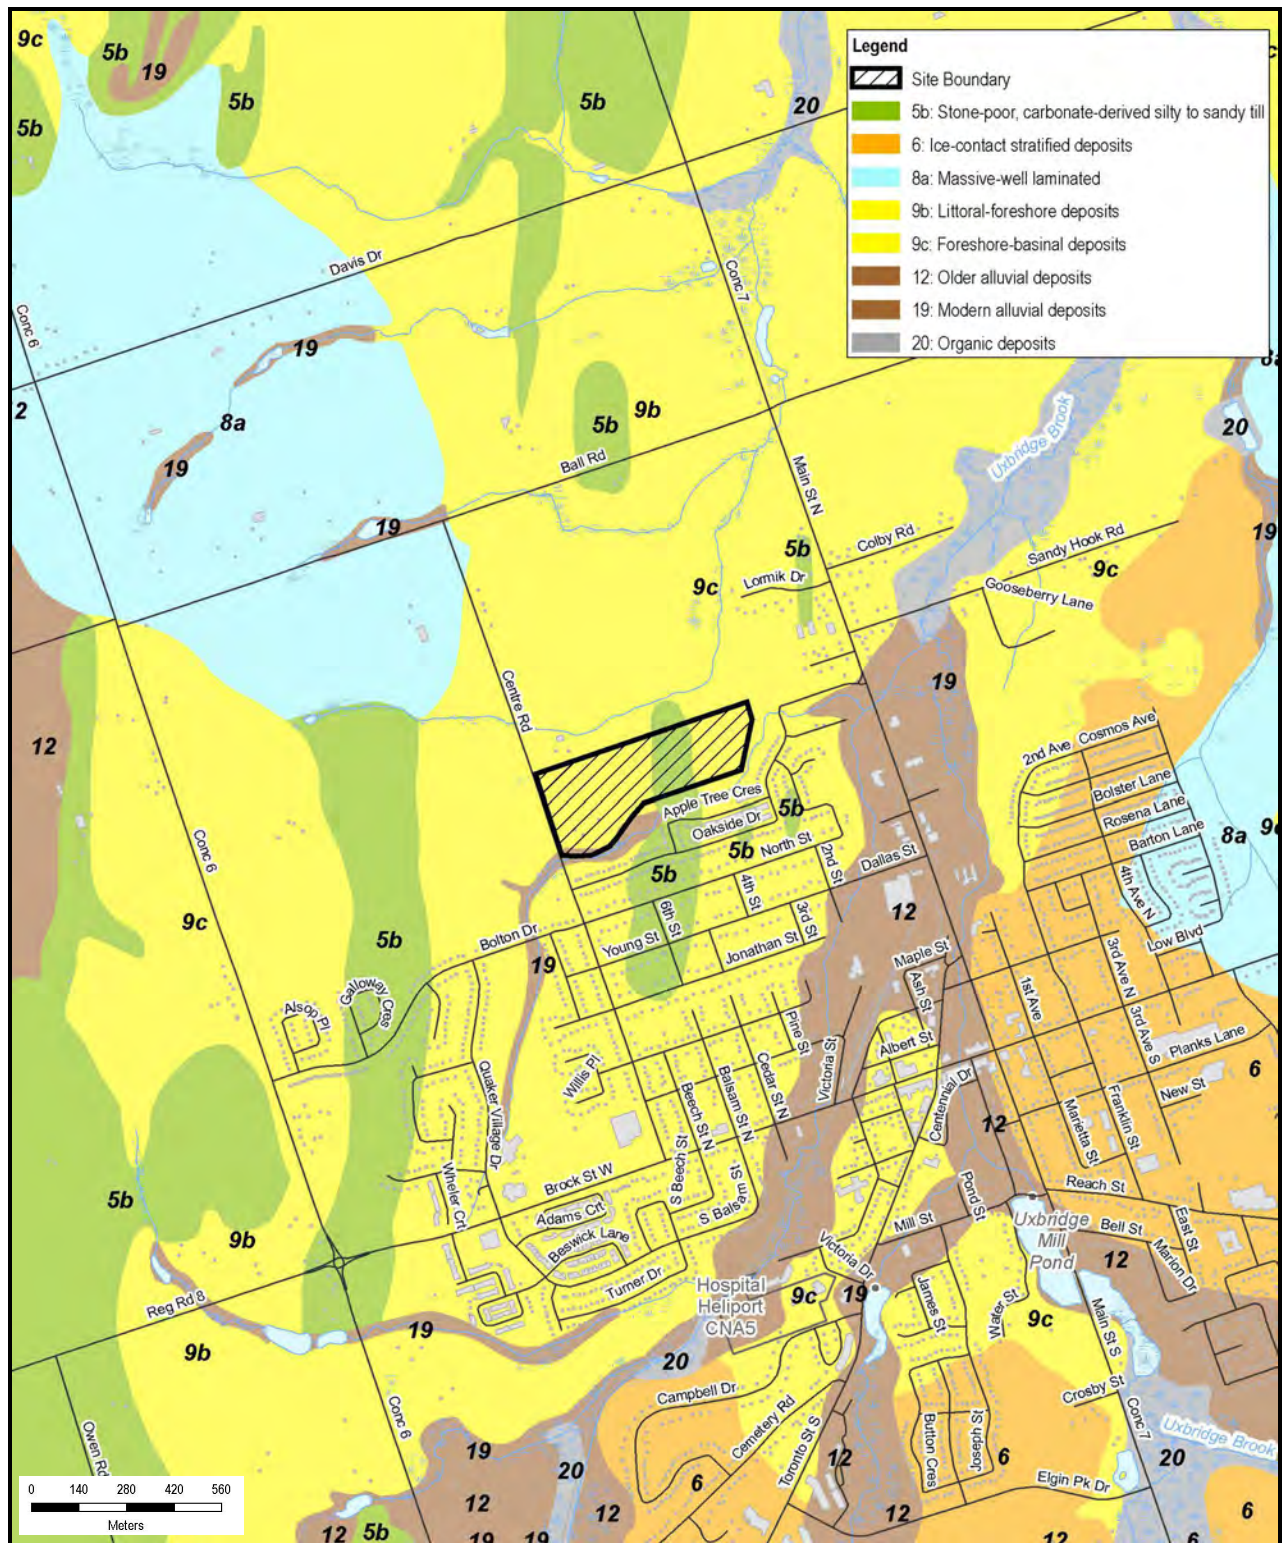 Legend
Site Boundary
5b: Stone-poor, carbonate-derived silty to sandy till
6: Ice-contact stratified deposits
8a: Massive-well laminated
9b: Littoral-foreshore deposits
9c: Foreshore-basinal deposits
12: Older alluvial deposits
19: Modern alluvial deposits
20: Organic deposits
9c
5b
19
5b
5b
5b
20
Davis Dr
Conc 7
Conc 6
19
2
8a
5b
9b
Uxbridge Brook
20
8a
19
Ball Rd
Main St N
19
19
5b
Colby Rd
Sandy Hook Rd
Lormik Dr
9c
9c
Gooseberry Lane
Centre Rd
19
12
2nd Ave
Cosmos Ave
Bolster Lane
Rosena Lane
Barton Lane
8a
9c
4th Ave N
Low Blvd
Apple Tree Cres
Oakside Dr
5b
5b
North St
2nd St
Dallas St
5b
Conc 6
9c
5b
Bolton Dr
6th St
4th St
3rd St
12
Young St
Jonathan St
Maple St
Ash St
19
1st Ave
3rd Ave N
3rd Ave S
Planks Lane
Galloway Cres
Alsop Pl
Pine St
Victoria St
Albert St
6
Willis Pl
Quaker Village Dr
Beech St N
Balsam St N
Cedar St N
Centennial Dr
New St
12
Marietta St
Franklin St
Wheler Crt
Brock St W
S Beech St
S Balsam St
5b
9b
Adams Crt
Beswick Lane
Turner Dr
Reach St
Pond St
Mill St
Uxbridge
Mill
Pond
Bell St
East St
Marion Dr
12
Victoria Dr
Hospital
Heliport
CNA5
9c
19
James St
Water St
9c
Main St S
Reg Rd 8
19
9b
20
Campbell Dr
Cemetery Rd
Toronto St S
Crosby St
Conc 7
Uxbridge Brook
Button Cres
Joseph St
6
Elgin Pk Dr
20
Owen Rd
Conc 6
19
20
6
12
12
12
12
6
12
5b
19
19
12
6
0 140 280 420 560
Meters